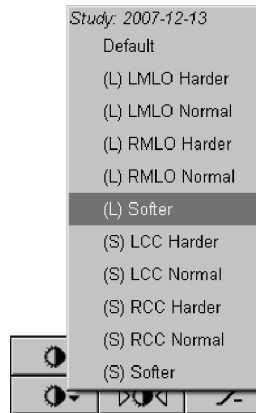 Study: 2007-12-13
Default
(L) LMLO Harder
(L) LMLO Normal
(L) RMLO Harder
(L) RMLO Normal
(L) Softer
(S) LCC Harder
(S) LCC Normal
(S) RCC Harder
(S) RCC Normal
(S) Softer